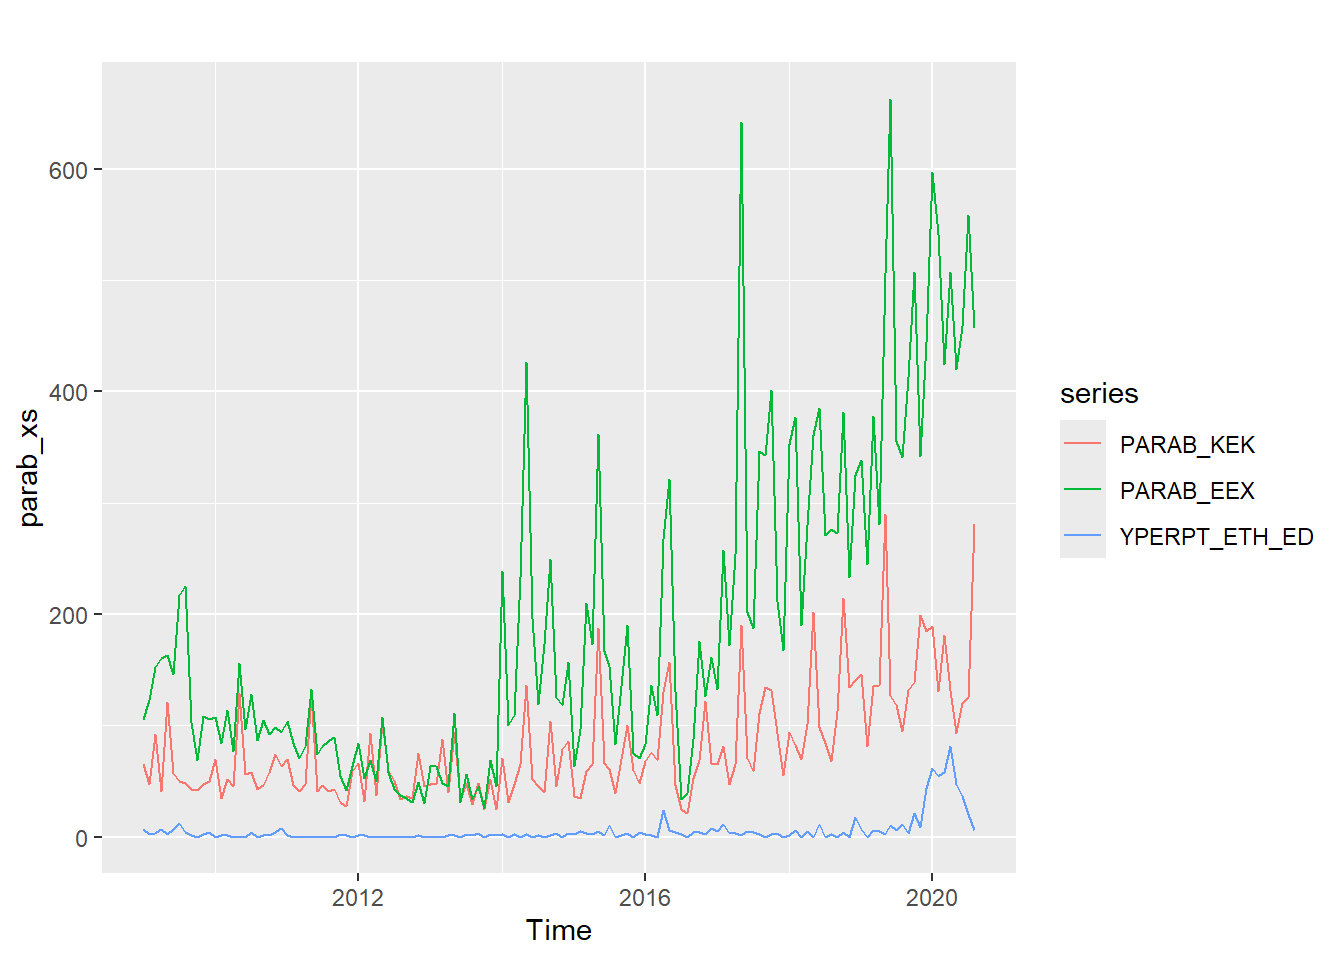 600
400
200
0
parab_xs
2012
2016
2020
Time
series
PARAB_KEK
PARAB_EEX
YPERPT_ETH_ED